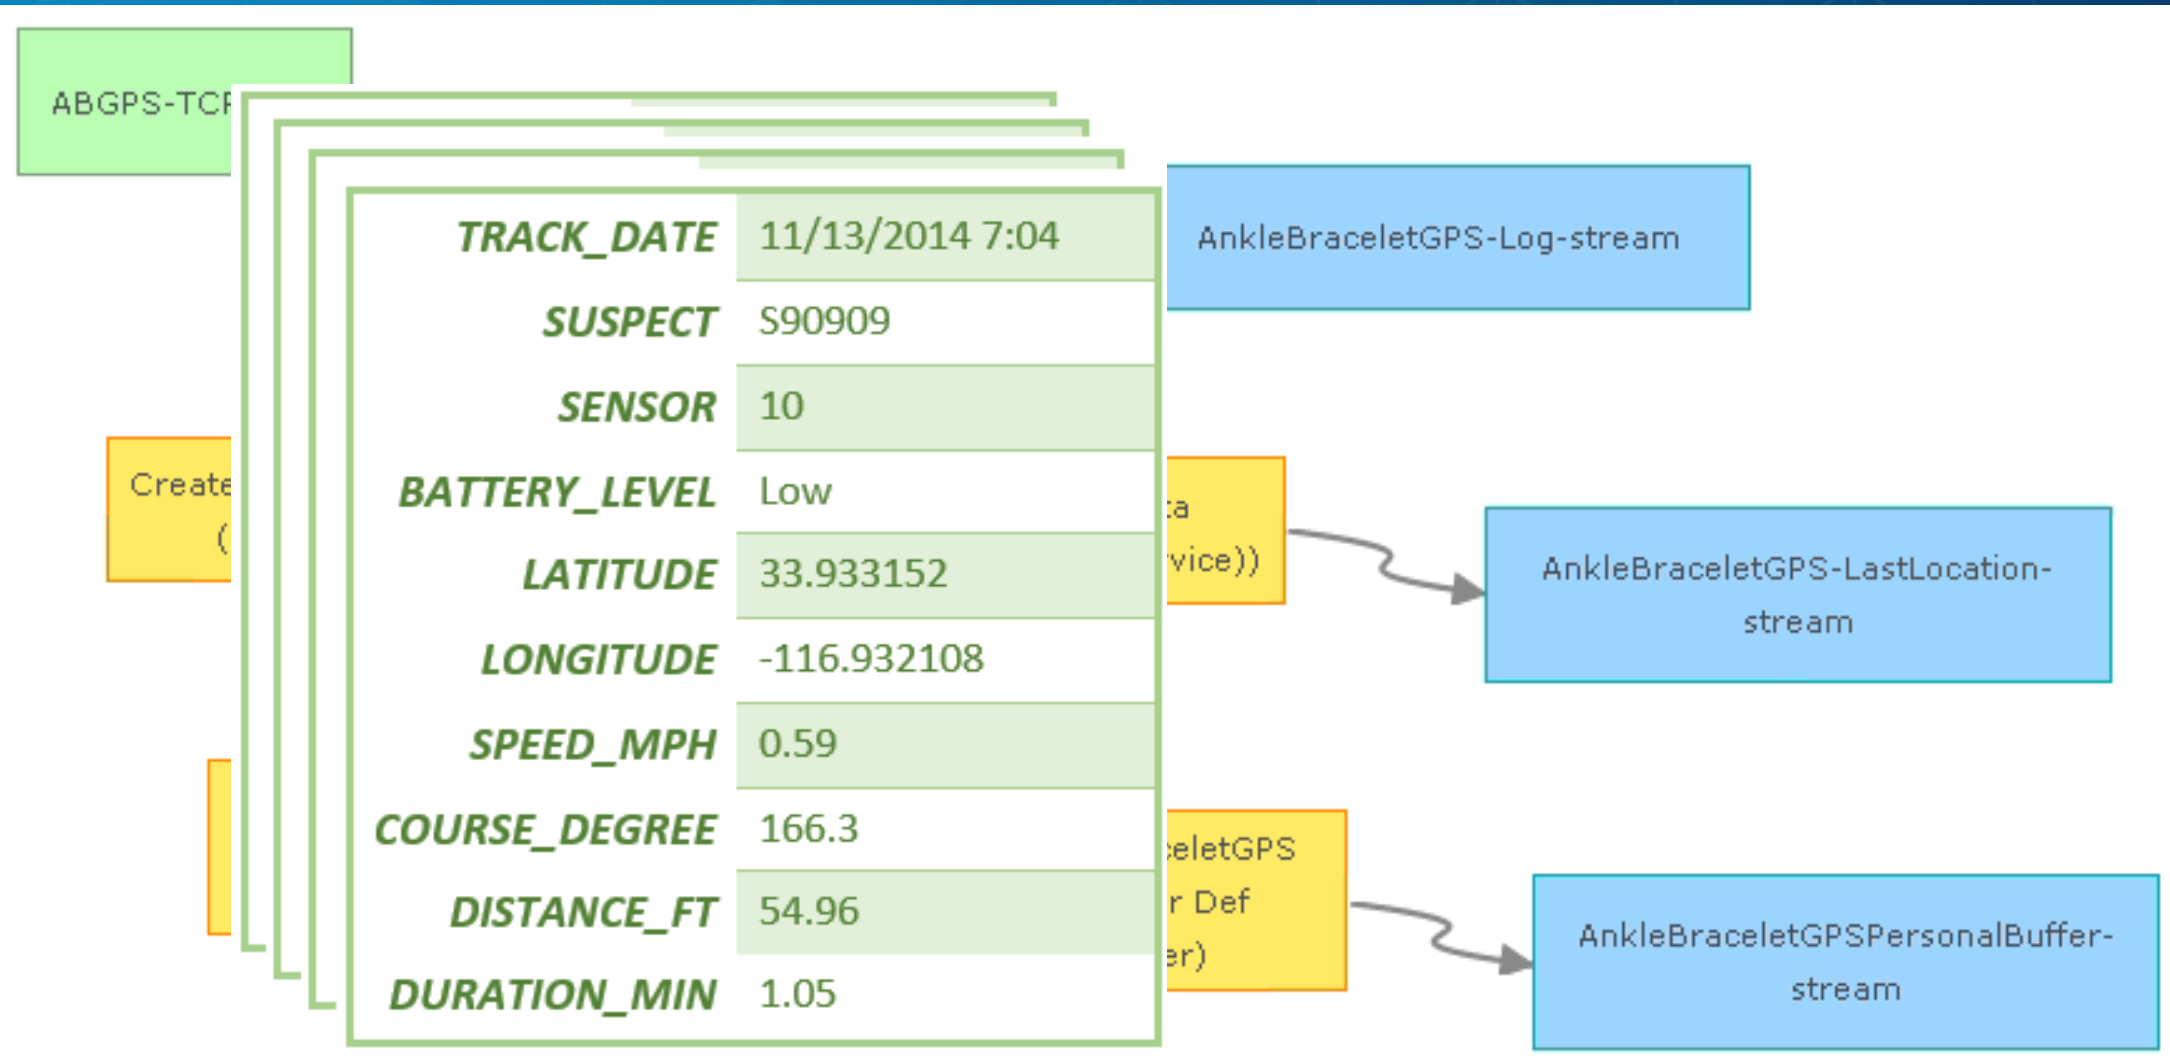 ABGPS-TCP
TRACK_DATE 11/13/2014 7:04
AnkleBraceletGPS-Log-stream
SUSPECT S90909
SENSOR 10
BATTERY_LEVEL Low
Create
(
ta
vice))
LATITUDE 33.933152
AnkleBraceletGPS-LastLocation-
stream
LONGITUDE -116.932108
SPEED_MPH 0.59
COURSE_DEGREE 166.3
eletGPS
r Def
er)
DISTANCE_FT 54.96
AnkleBraceletGPSPersonalBuffer-
stream
DURATION_MIN 1.05